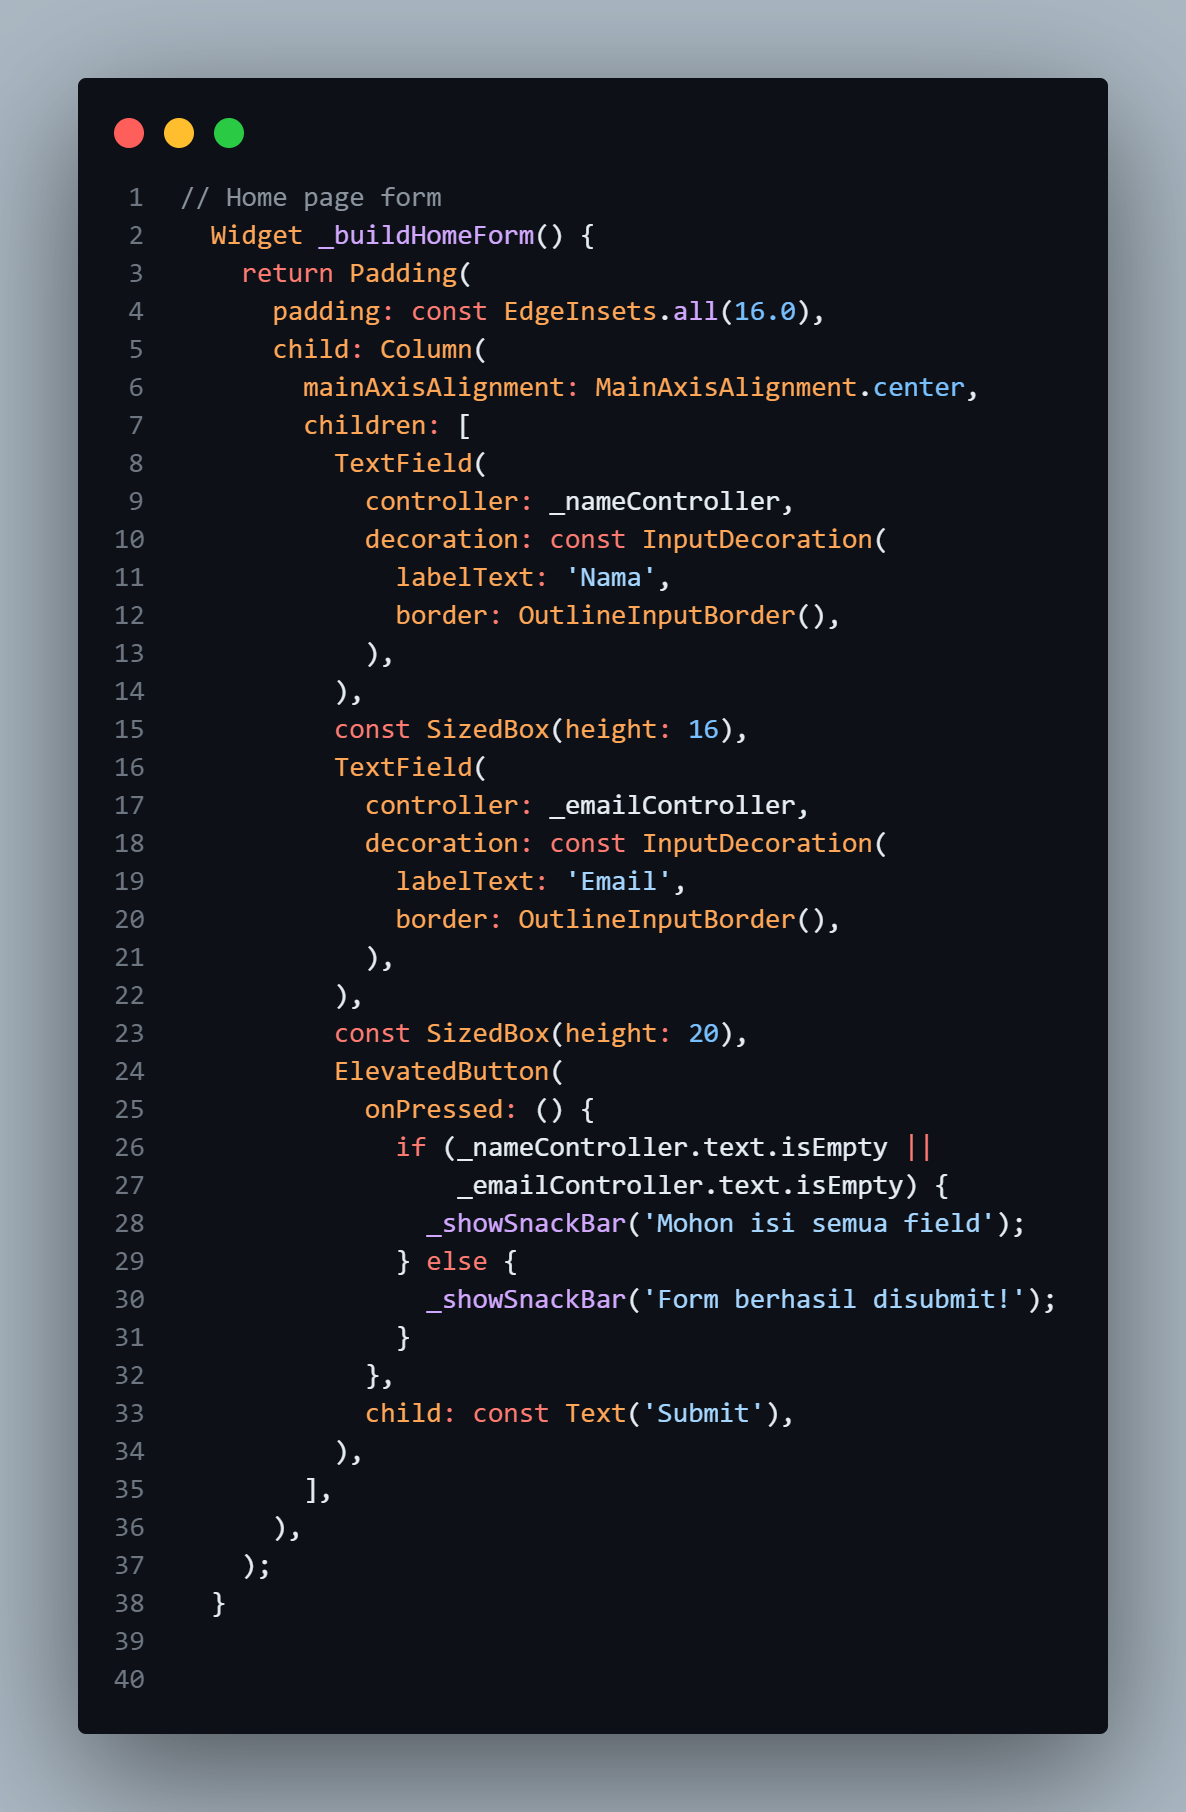 1 // Home page form
2   Widget _buildHomeForm() {
3     return Padding(
4       padding: const EdgeInsets.all(16.0),
5       child: Column(
6         mainAxisAlignment: MainAxisAlignment.center,
7         children: [
8           TextField(
9             controller: _nameController,
10             decoration: const InputDecoration(
11               labelText: 'Nama',
12               border: OutlineInputBorder(),
13             ),
14           ),
15           const SizedBox(height: 16),
16           TextField(
17             controller: _emailController,
18             decoration: const InputDecoration(
19               labelText: 'Email',
20               border: OutlineInputBorder(),
21             ),
22           ),
23           const SizedBox(height: 20),
24           ElevatedButton(
25             onPressed: () {
26               if (_nameController.text.isEmpty ||
27                   _emailController.text.isEmpty) {
28                 _showSnackBar('Mohon isi semua field');
29               } else {
30                 _showSnackBar('Form berhasil disubmit!');
31               }
32             },
33             child: const Text('Submit'),
34           ),
35         ],
36       ),
37     );
38   }
39
40